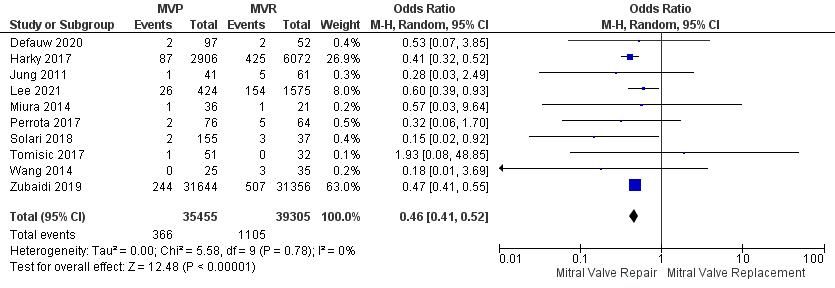 MVP MVR Odds Ratio Odds Ratio
Study or Subgroup Events Total Events Total Weight M-H, Random, 95% CI M-H, Random, 95% CI
Defauw 2020 2 97 2 52 0.4% 0.53 [0.07, 3.85]
Harky 2017 87 2906 425 6072 26.9% 0.41 [0.32, 0.52]
Jung 2011 1 41 5 61 0.3% 0.28 [0.03, 2.49]
Lee 2021 26 424 154 1575 8.0% 0.60 [0.39, 0.93]
Miura 2014 1 36 1 21 0.2% 0.57 [0.03, 9.64]
Perrota 2017 2 76 5 64 0.5% 0.32 [0.06, 1.70]
Solari 2018 2 155 3 37 0.4% 0.15 [0.02, 0.92]
Tomisic 2017 1 51 0 32 0.1% 1.93 [0.08, 48.85]
Wang 2014 0 25 3 35 0.2% 0.18 [0.01, 3.69]
Zubaidi 2019 244 31644 507 31356 63.0% 0.47 [0.41, 0.55]
Total (95% CI) 35455 39305 100.0% 0.46 [0.41, 0.52]
Total events 366 1105
Heterogeneity: Tau² = 0.00; Chi² = 5.58, df = 9 (P = 0.78); I² = 0%
Test for overall effect: Z = 12.48 (P < 0.00001)
0.01 0.1 1 10 100
Mitral Valve Repair Mitral Valve Replacement